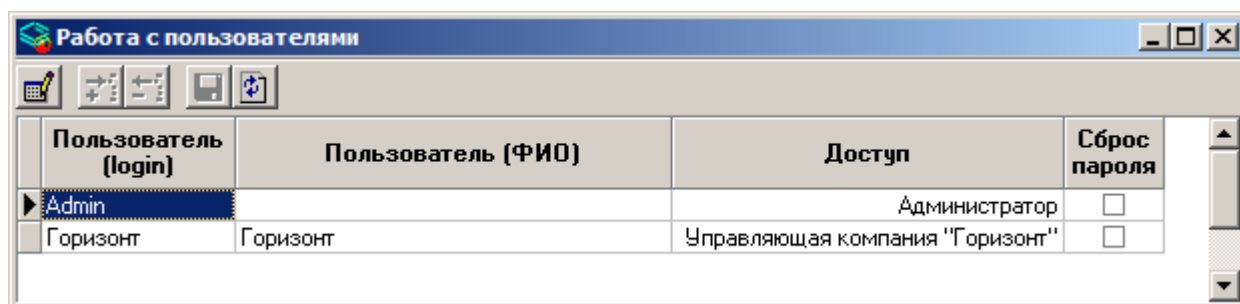 Работа с пользователями
Пользователь (login) Пользователь (ФИО) Доступ Сброс пароля
Admin Администратор
Горизонт Горизонт Управляющая компания "Горизонт"